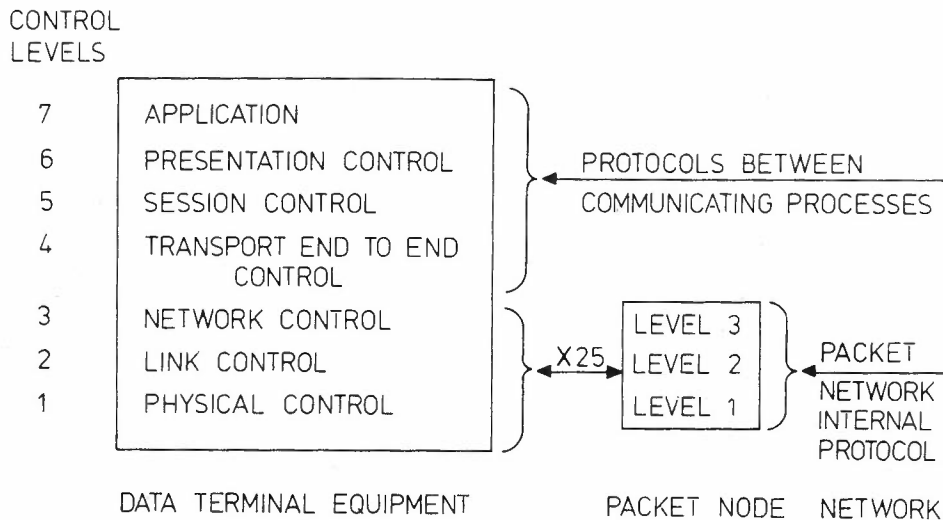 CONTROL
LEVELS
7 APPLICATION
6 PRESENTATION CONTROL
5 SESSION CONTROL
4 TRANSPORT END TO END
CONTROL
3 NETWORK CONTROL
2 LINK CONTROL
1 PHYSICAL CONTROL
PROTOCOLS BETWEEN
COMMUNICATING PROCESSES
X25
LEVEL 3
LEVEL 2
LEVEL 1
PACKET
NETWORK
INTERNAL
PROTOCOL
DATA TERMINAL EQUIPMENT
PACKET NODE
NETWORK